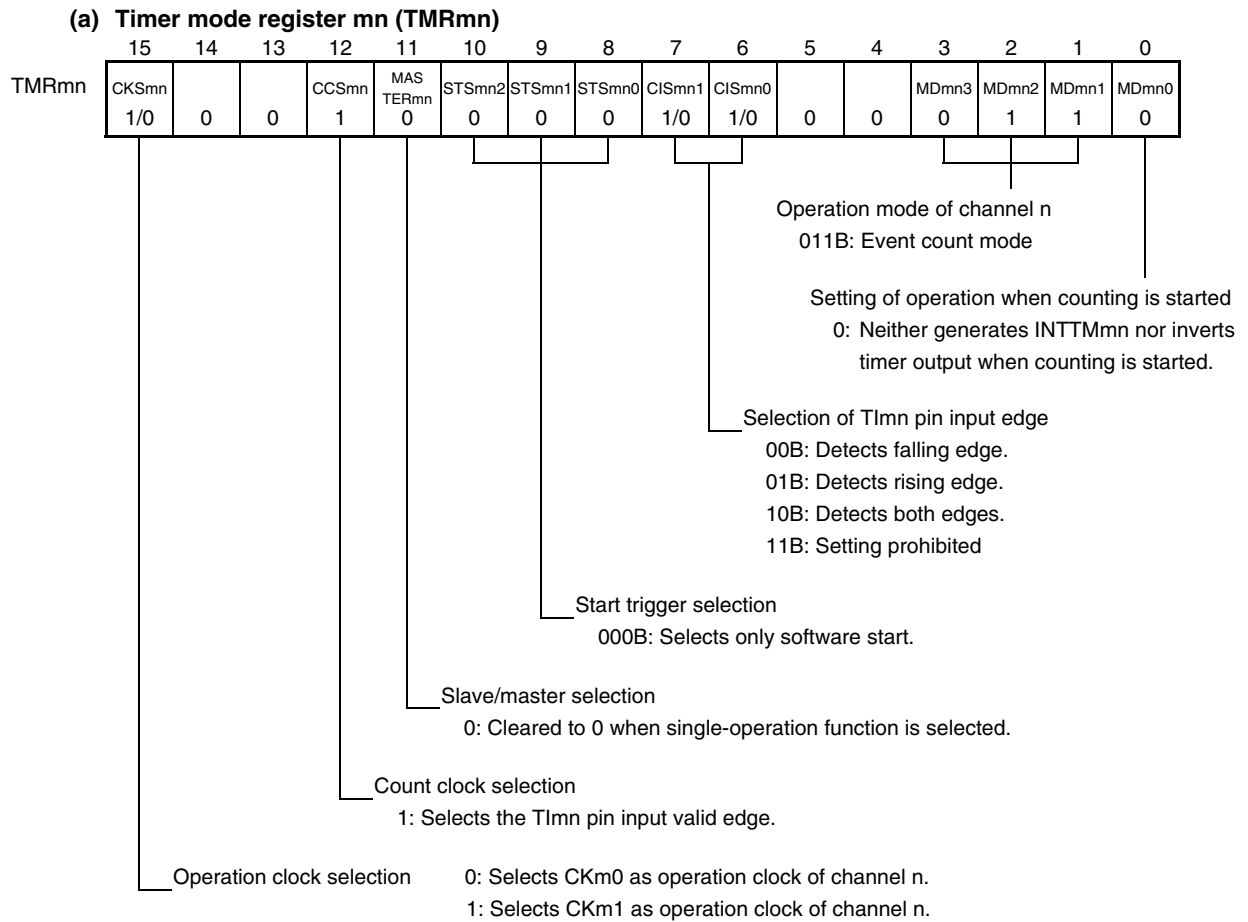 (a) Timer mode register mn (TMRmn)
15 14 13 12 11 10 9 8 7 6 5 4 3 2 1 0
TMRmn CKSmn CCSmn MAS TERmn STSmn2 STSmn1 STSmn0 CISmn1 CISmn0 MDmn3 MDmn2 MDmn1 MDmn0
1/0 0 0 1 0 0 0 0 1/0 1/0 0 0 0 1 1 0
Operation mode of channel n
011B: Event count mode
Setting of operation when counting is started
0: Neither generates INTTMmn nor inverts
timer output when counting is started.
Selection of TImn pin input edge
00B: Detects falling edge.
01B: Detects rising edge.
10B: Detects both edges.
11B: Setting prohibited
Start trigger selection
000B: Selects only software start.
Slave/master selection
0: Cleared to 0 when single-operation function is selected.
Count clock selection
1: Selects the TImn pin input valid edge.
Operation clock selection 0: Selects CKm0 as operation clock of channel n.
1: Selects CKm1 as operation clock of channel n.